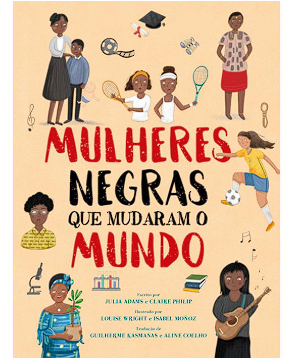 MULHERES
NEGRAS
QUE MUDARAM O
MUNDO
Escrito por
JULIA ADAMS e CLAIRE PHILIP
Ilustrado por
LOUISE WRIGHT e ISABEL MUÑOZ
Tradução de
GUILHERME KASMANAS e ALINE COELHO